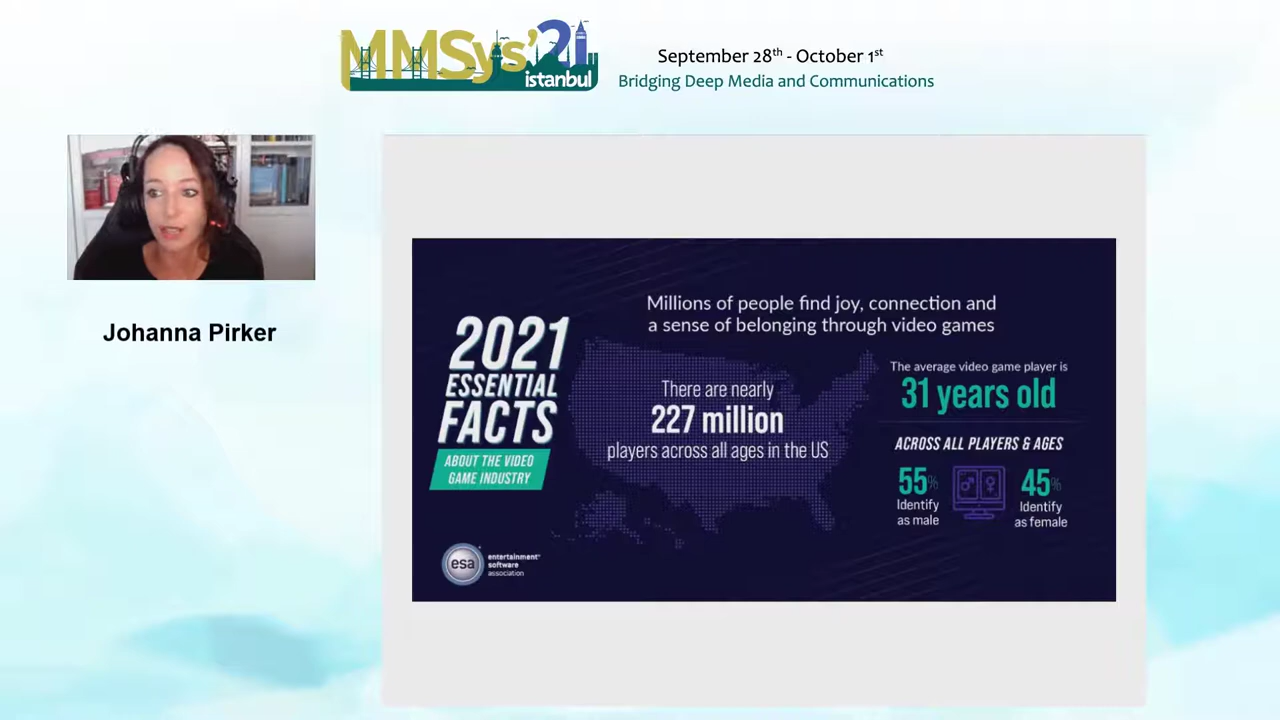 MMSys'21
istanbul
September 28th - October 1st
Bridging Deep Media and Communications
Johanna Pirker
2021
ESSENTIAL
FACTS
ABOUT THE VIDEO
GAME INDUSTRY
esa
entertainment
software
association
Millions of people find joy, connection and
a sense of belonging through video games
There are nearly
227 million
players across all ages in the US
The average video game player is
31 years old
ACROSS ALL PLAYERS & AGES
55%
Identify
as male
45%
Identify
as female